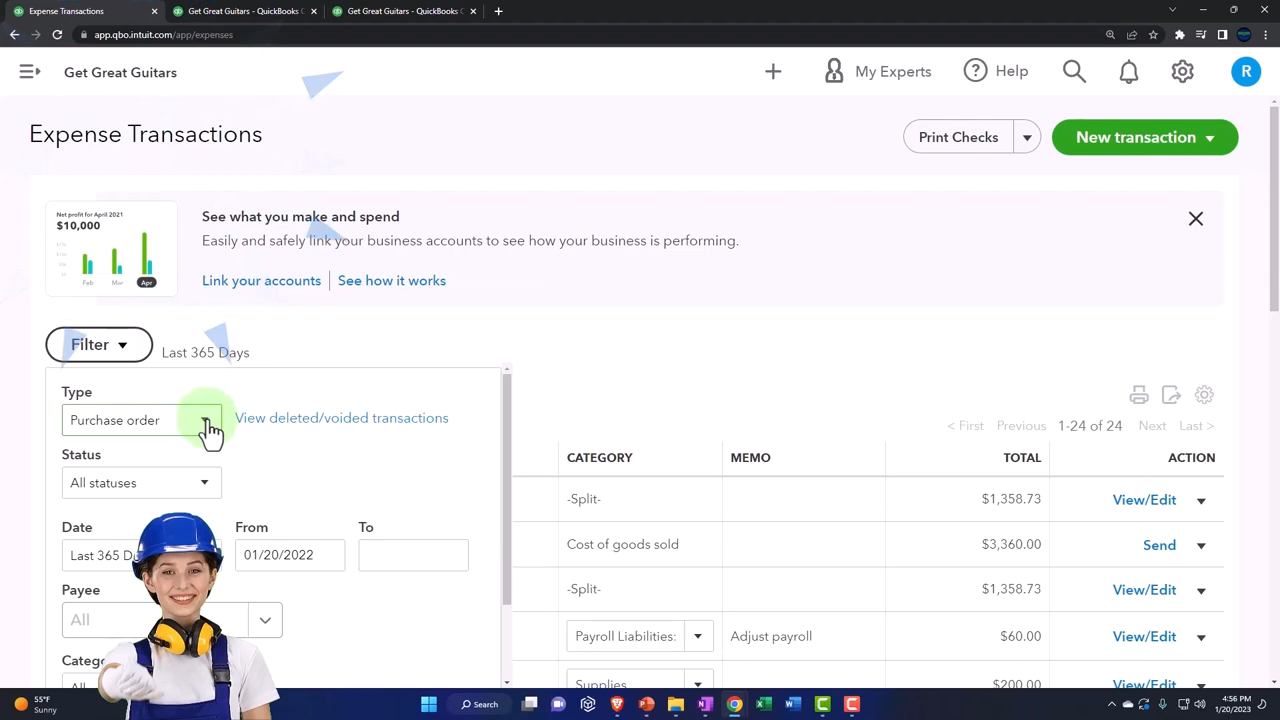 Expense Transactions
Get Great Guitars - QuickBooks C
Get Great Guitars - QuickBooks C
app.qbo.intuit.com/app/expenses
Get Great Guitars
My Experts
Help
R
Expense Transactions
Print Checks
New transaction
Net profit for April 2021
$10,000
Feb Mar Apr
See what you make and spend
Easily and safely link your business accounts to see how your business is performing.
Link your accounts
See how it works
Filter
Last 365 Days
Type
Purchase order
View deleted/voided transactions
Status
All statuses
Date
From
To
Last 365 D
01/20/2022
Payee
All
Categ
< First Previous 1-24 of 24 Next Last >
CATEGORY MEMO TOTAL ACTION
-Split- $1,358.73 View/Edit
Cost of goods sold $3,360.00 Send
-Split- $1,358.73 View/Edit
Payroll Liabilities: Adjust payroll $60.00 View/Edit
Supplies $200.00 View/Edit
55°F
Sunny
Search
4:56 PM
1/20/2023